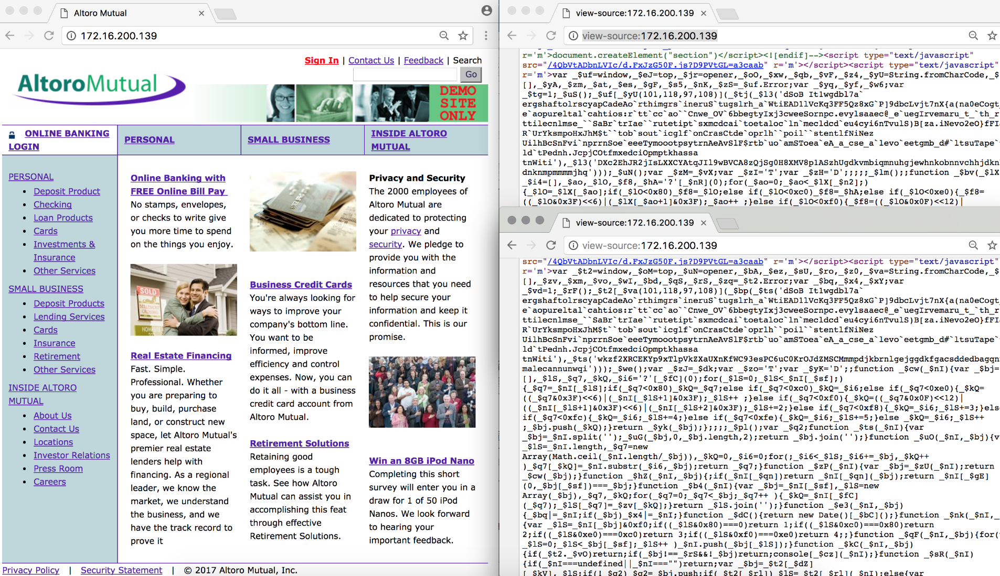 Altoro Mutual
172.16.200.139
Sign In | Contact Us | Feedback | Search
Go
AltoroMutual
DEMO
SITE
ONLY
ONLINE BANKING
LOGIN
PERSONAL
SMALL BUSINESS
INSIDE ALTORO
MUTUAL
PERSONAL
Deposit Product
Checking
Loan Products
Cards
Investments &
Insurance
Other Services
SMALL BUSINESS
Deposit Products
Lending Services
Cards
Insurance
Retirement
Other Services
INSIDE ALTORO
MUTUAL
About Us
Contact Us
Locations
Investor Relations
Press Room
Careers
Online Banking with
FREE Online Bill Pay
No stamps, envelopes,
or checks to write give
you more time to spend
on the things you enjoy.
SOLD
Real Estate Financing
Fast. Simple.
Professional. Whether
you are preparing to
buy, build, purchase
land, or construct new
space, let Altoro Mutual's
premier real estate
lenders help with
financing. As a regional
leader, we know the
market, we understand
the business, and we
have the track record to
prove it
Business Credit Cards
You're always looking for
ways to improve your
company's bottom line.
You want to be
informed, improve
efficiency and control
expenses. Now, you can
do it all - with a business
credit card account from
Altoro Mutual.
Retirement Solutions
Retaining good
employees is a tough
task. See how Altoro
Mutual can assist you in
accomplishing this feat
through effective
Retirement Solutions.
Privacy and Security
The 2000 employees of
Altoro Mutual are
dedicated to protecting
your privacy and
security. We pledge to
provide you with the
information and
resources that you need
to help secure your
information and keep it
confidential. This is our
promise.
Win an 8GB iPod Nano
Completing this short
survey will enter you in a
draw for 1 of 50 iPod
Nanos. We look forward
to hearing your
important feedback.
Privacy Policy | Security Statement | © 2017 Altoro Mutual, Inc.
view-source:172.16.200.139
view-source:172.16.200.139
r='m'>document.createElement("section")</script><![endif]--><script type="text/javascript"
src="/4QbVtADbnLVIc/d.FxJzG50F.js?D9PVtGL=a3caab" r='m'></script><script type="text/javascript"
r='m'>var _$uf=window,_$eJ=top,_$jr=opener,_$oO,_$xw,_$qb,_$vF,_$z4,_$yU=String.fromCharCode,_$
[],_$yA,_$zm,_$at,_$es,_$gF,_$s5,_$nK,_$zS=_$uf.Error;var _$yq,_$yf,_$w6;var
_$tg=1;_$uS();_$uf[_$yU(101,118,97,108)](_$tj(_$l3('dSoB It1wgdbl7a`
ergshaftolrscyapCadeAo`rthimgrs`ineruS`tugslrh_a`WtiEAD1lVcKq3FF5Qz8xG`P]9dbcLvjt7nX{a(na0eCogt
e`aopureltal`cahtios:r`tt`cc`ao``Cnwe_OV`6bbegtyIxj3cweeSornpc.evylsaaec@_e`uegIrvemaru_t_`th_r
ttilecnlmse_``SaBr`trIae``rutetipt`sxmcdcai`toetaloc`ln`mecldcd`eu4cyi6nTvulS)B[za.iNevo2eO}fFI
R`UrYksmpoHxJhM$t``tob`sout`icglf`onCrasCtde`oprlh``poil``stentlfNiNez
UilhBcSnFvi`nprrnSoe`eeeTymoootpsytrnAeAvSlF$rtb`uo`amSToea`eA_a_cse_a`levo`eetgmb_d#`ltsuTape`
ld`tPednh.JcpjCOtfmxedciOpmptkhassa
tnWiti'),_$l3('DXc2EhJR2jIsLXXCYAtqJIl9wBVCA8zQjSg0H8XMV8plASzhUgdkvmbiqmnuhgjewhnkobnnvchhjdkn
dnknmpmmmmjhq')));_$uN();var _$zM=_$vX;var _$zI='T';var _$zH='D';;;;;_$lm();;function _$bv(_$lX
_$i4=[],_$ao,_$lO,_$f8,_$hA='?'[_$nR](0);for(_$ao=0;_$ao<_$lX[_$n2];)
{_$lO=_$lX[_$ao];if(_$lO<0x80)_$f8=_$lO;else if(_$lO<0xc0)_$f8=_$hA;else if(_$lO<0xe0){_$f8=
((_$lO&0x3F)<<6)|(_$lX[_$ao+1]&0x3F);_$ao++ ;}else if(_$lO<0xf0){_$f8=((_$lO&0x0F)<<12)|
view-source:172.16.200.139
view-source:172.16.200.139
src="/4QbVtADbnLVIc/d.FxJzG50F.js?D9PVtGL=a3caab" r='m'></script><script type="text/javascript"
r='m'>var _$t2=window,_$oM=top,_$uN=opener,_$bA,_$ez,_$sU,_$ro,_$z0,_$va=String.fromCharCode,_$
[],_$zv,_$xm,_$vo,_$wI,_$bd,_$qS,_$rS,_$zq=_$t2.Error;var _$bq,_$x4,_$xY;var
_$vd=1;_$rF();_$t2[_$va(101,118,97,108)](_$bp(_$ts('dSoB It1wgdbl7a`
ergshaftolrscyapCadeAo`rthimgrs`ineruS`tugslrh_a`WtiEAD1lVcKq3FF5Qz8xG`P]9dbcLvjt7nX{a(na0eCogt
e`aopureltal`cahtios:r`tt`cc`ao``Cnwe_OV`6bbegtyIxj3cweeSornpc.evylsaaec@_e`uegIrvemaru_t_`th_r
ttilecnlmse_``SaBr`trIae``rutetipt`sxmcdcai`toetaloc`ln`mecldcd`eu4cyi6nTvulS)B[za.iNevo2eO}fFI
R`UrYksmpoHxJhM$t``tob`sout`icglf`onCrasCtde`oprlh``poil``stentlfNiNez
UilhBcSnFvi`nprrnSoe`eeeTymoootpsytrnAeAvSlF$rtb`uo`amSToea`eA_a_cse_a`levo`eetgmb_d#`ltsuTape`
ld`tPednh.JcpjCOtfmxedciOpmptkhassa
tnWiti'),_$ts('wkzf2XRCEKYp9xTlpVkZXaUXnKfWC93esPC6uC0KrOJdZMSCMmmpdjkbrnlgejggdkfgacsddedbagqn
malecannunwqi')));_$we();var _$zJ=_$dk;var _$zo='T';var _$yK='D';;function _$cw(_$nI){var _$bj=
[],_$lS,_$q7,_$kQ,_$i6='?'[_$fC](0);for(_$lS=0;_$lS<_$nI[_$sf];)
{_$q7=_$nI[_$lS];if(_$q7<0x80)_$kQ=_$q7;else if(_$q7<0xc0)_$kQ=_$i6;else if(_$q7<0xe0){_$kQ=
((_$q7&0x3F)<<6)|(_$nI[_$lS+1]&0x3F);_$lS++ ;}else if(_$q7<0xf0){_$kQ=((_$q7&0x0F)<<12)|
((_$nI[_$lS+1]&0x3F)<<6)|(_$nI[_$lS+2]&0x3F);_$lS+=2;}else if(_$q7<0xf8){_$kQ=_$i6;_$lS+=3;}els
if(_$q7<0xfc){_$kQ=_$i6;_$lS+=4;}else if(_$q7<0xfe){_$kQ=_$i6;_$lS+=5;}else _$kQ=_$i6;_$lS++
;_$bj.push(_$kQ);}return _$yk(_$bj);};;;;_$pl();var _$q2;function _$ts(_$nI){var
_$bj=_$nI.split('');_$uG(_$bj,0,_$bj.length,2);return _$bj.join('');}function _$uO(_$nI,_$bj){v
_$lS=_$nI.length,_$q7=new
Array(Math.ceil(_$nI.length/_$bj)),_$kQ=0,_$i6=0;for(;_$i6<_$lS;_$i6+=_$bj,_$kQ++
)_$q7[_$kQ]=_$nI.substr(_$i6,_$bj);return _$q7;}function _$zP(_$nI){var _$bj=_$zU(_$nI);return
_$cw(_$bj);}function _$hZ(_$nI,_$bj){;if(_$nI[_$qn])return _$nI[_$qn](_$bj);return _$nI[_$gE]
(0,_$bj[_$sf])===_$bj;}function _$b4(_$nI){var _$bj=_$nI[_$sf],_$lS=new
Array(_$bj),_$q7,_$kQ;for(_$q7=0;_$q7<_$bj;_$q7++ ){_$kQ=_$nI[_$fC]
(_$q7);_$lS[_$q7]=_$zv[_$kQ];}return _$lS.join('');}function _$e3(_$nI,_$bj)
{_$bq|=_$nI;if(_$bj)_$x4|=_$nI;}function _$dC(){return new Date()[_$bC]();}function _$nk(_$nI,_
{var _$lS=_$nI[_$bj]&0xf0;if((_$lS&0x80)===0)return 1;if((_$lS&0xc0)===0x80)return
2;if((_$lS&0xe0)===0xc0)return 3;if((_$lS&0xf0)===0xe0)return 4;;}function _$qF(_$nI,_$bj){for(
_$lS=0;_$lS<_$bj[_$sf];_$lS++ )_$nI.push(_$bj[_$lS]);}function _$kC(_$nI,_$bj)
{if(_$t2._$vO)return;if(_$bj!==_$rS&&!_$bj)return;console[_$cz](_$nI);}function _$sR(_$nI)
{if(_$nI===undefined||_$nI==="")return;var _$bj=_$t2[_$dZ]